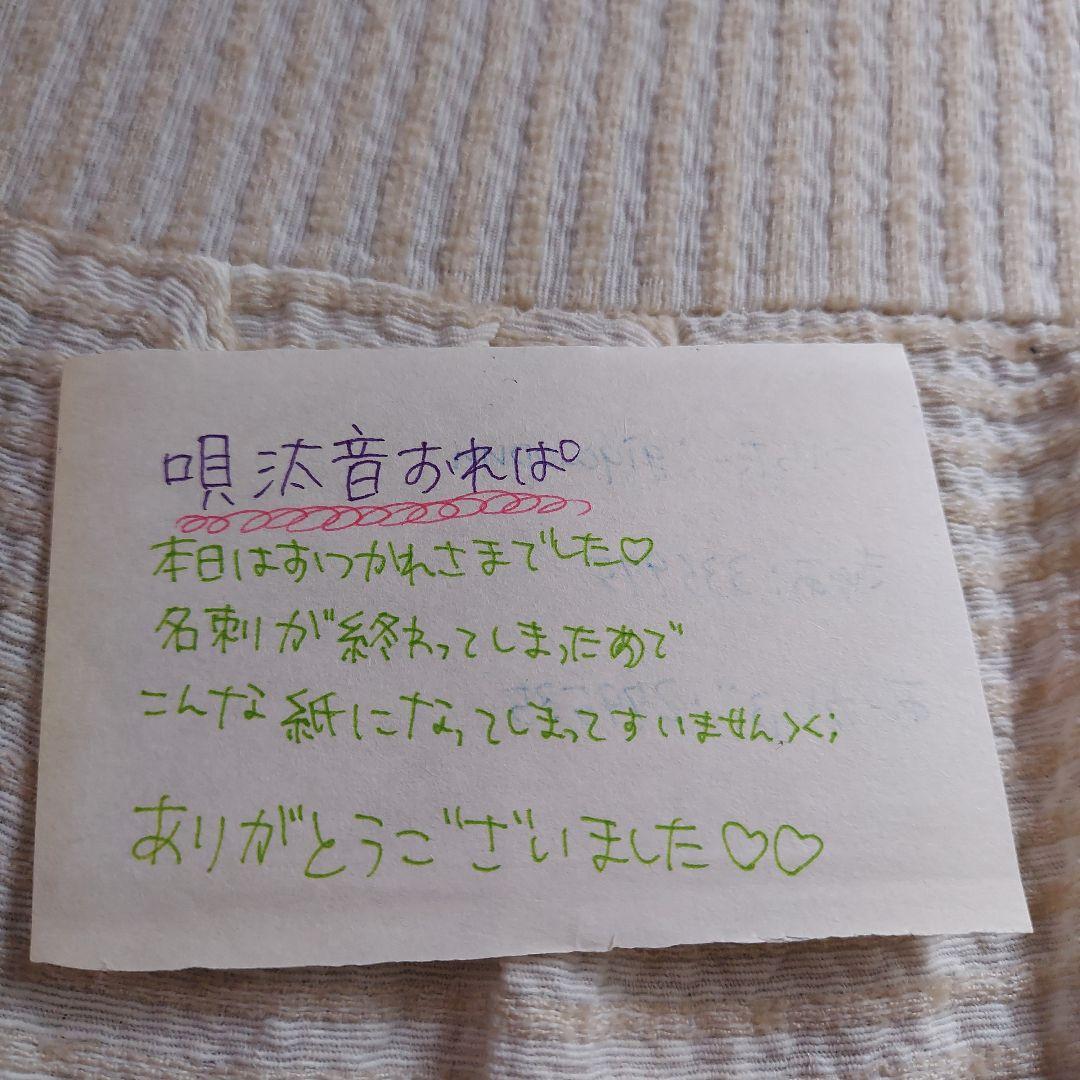 唄汰音おれぱ
本日はおつかれさまでした♡
名刺が終わってしまったあで
こんな紙になってしまってすいません><;
ありがとうございました♡♡